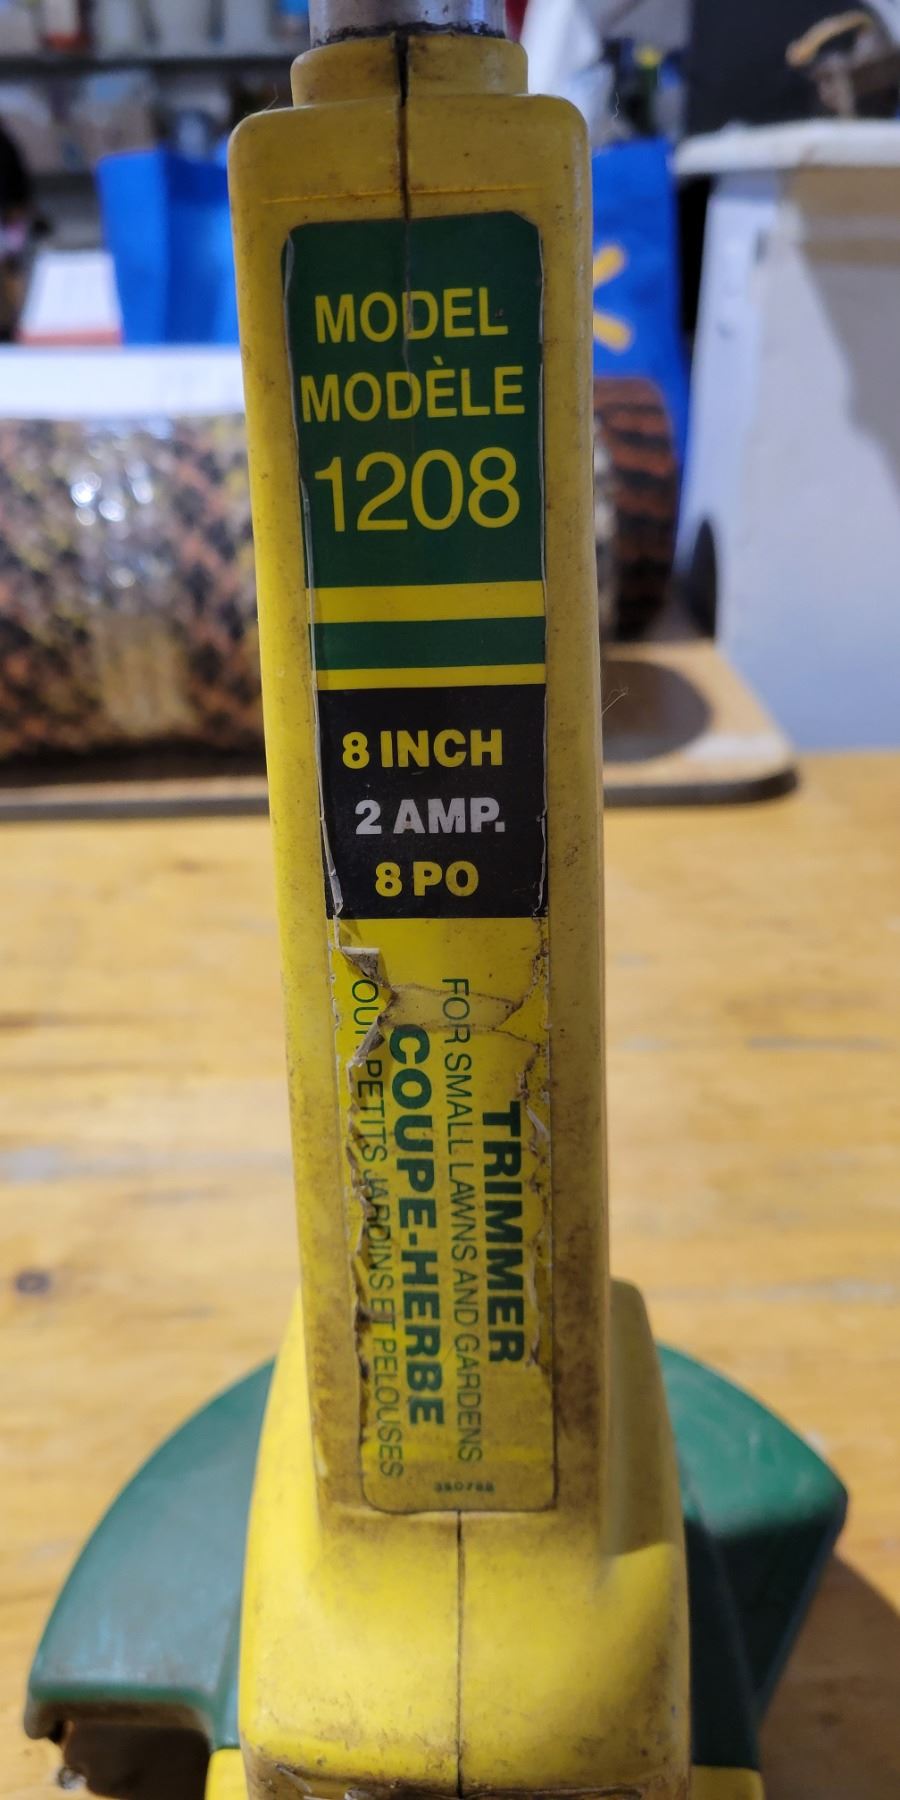 MODEL
MODÈLE
1208
8 INCH
2 AMP.
8 PO
TRIMMER
FOR SMALL LAWNS AND GARDENS
COUPE-HERBE
PETITS JARDINS ET PELOUSES